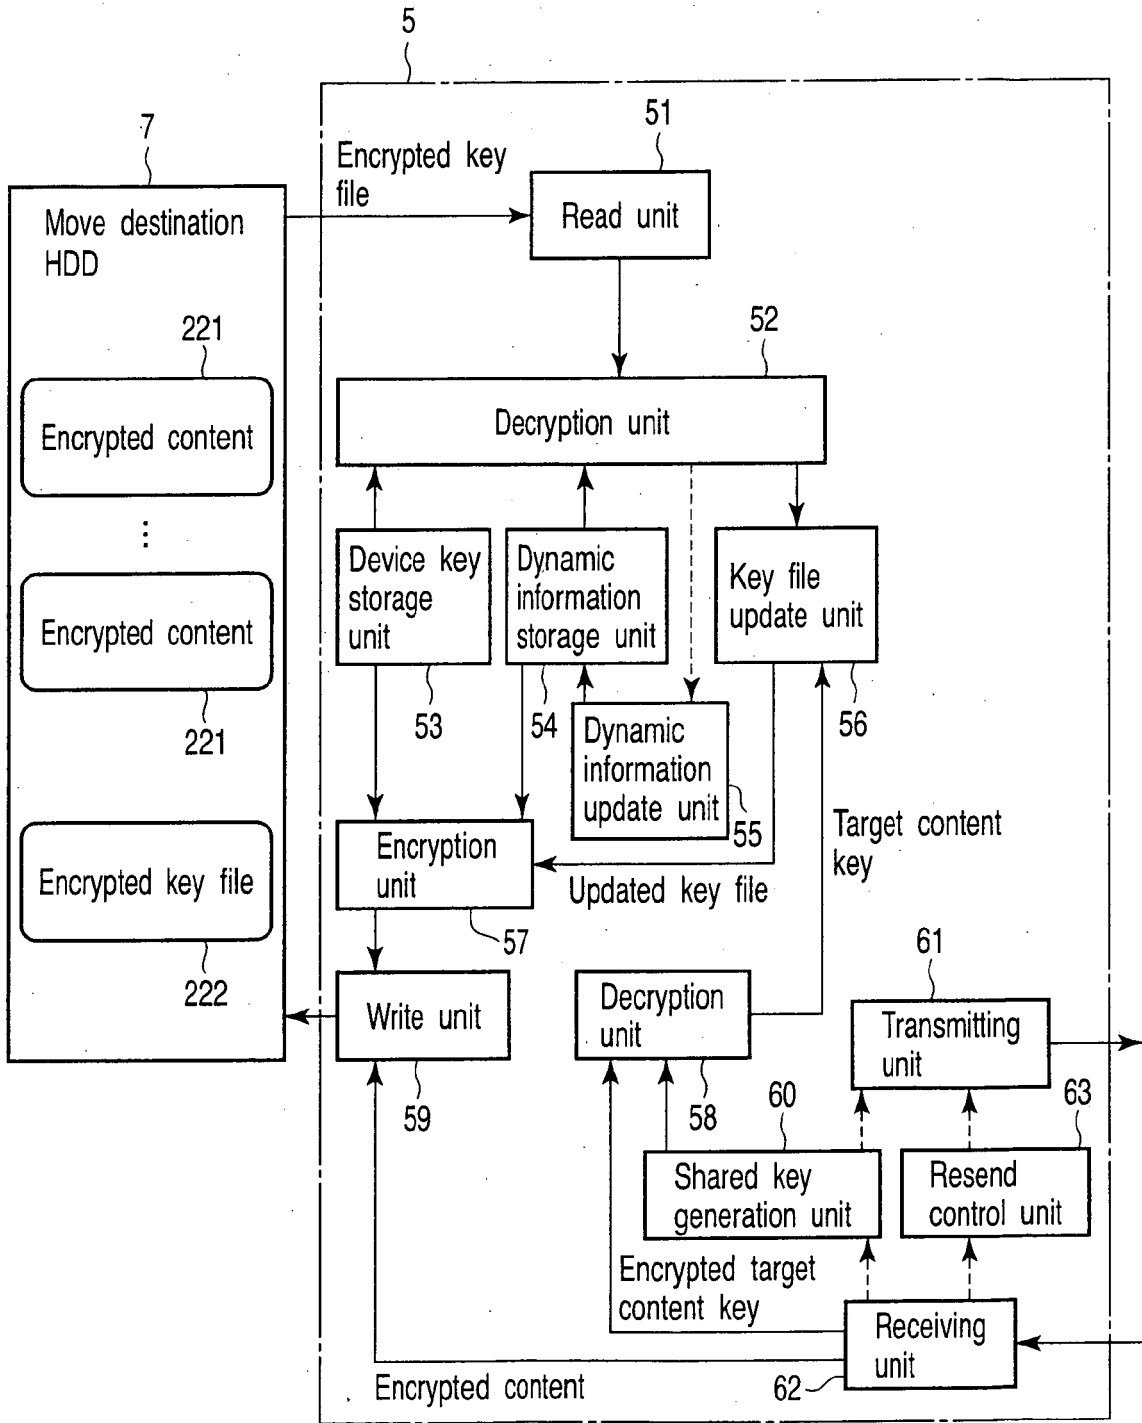 5
7
51
Encrypted key
file
Read unit
Move destination
HDD
221
52
Encrypted content
Decryption unit
Device key
storage
unit
Dynamic
information
storage unit
Key file
update unit
Encrypted content
53
54
56
221
Dynamic
information
update unit
55
Target content
key
Encryption
unit
Encrypted key file
Updated key file
57
61
222
Write unit
Decryption
unit
Transmitting
unit
59
58
60
63
Shared key
generation unit
Resend
control unit
Encrypted target
content key
Receiving
unit
Encrypted content
62